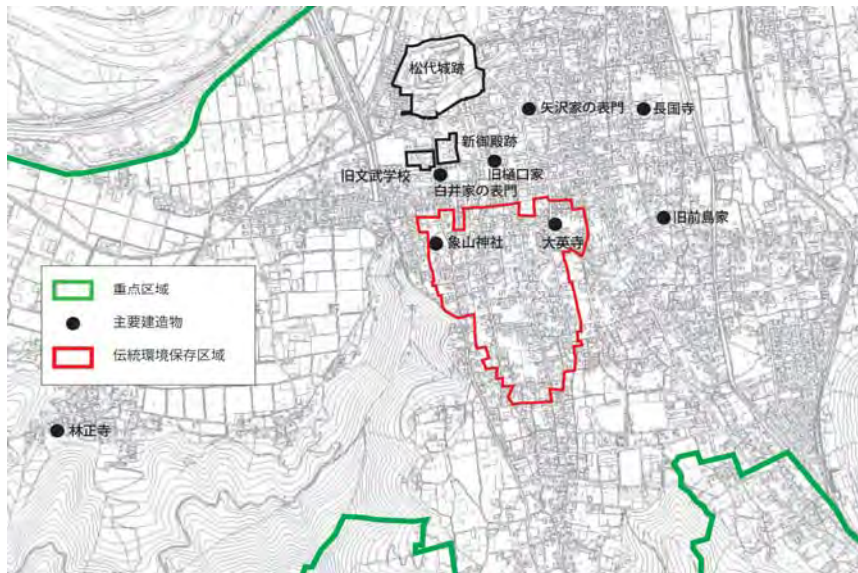 松代城跡
矢沢家の表門
長国寺
新御殿跡
旧文武学校
旧樋口家
白井家の表門
旧前島家
象山神社
大英寺
重点区域
主要建造物
伝統環境保存区域
林正寺